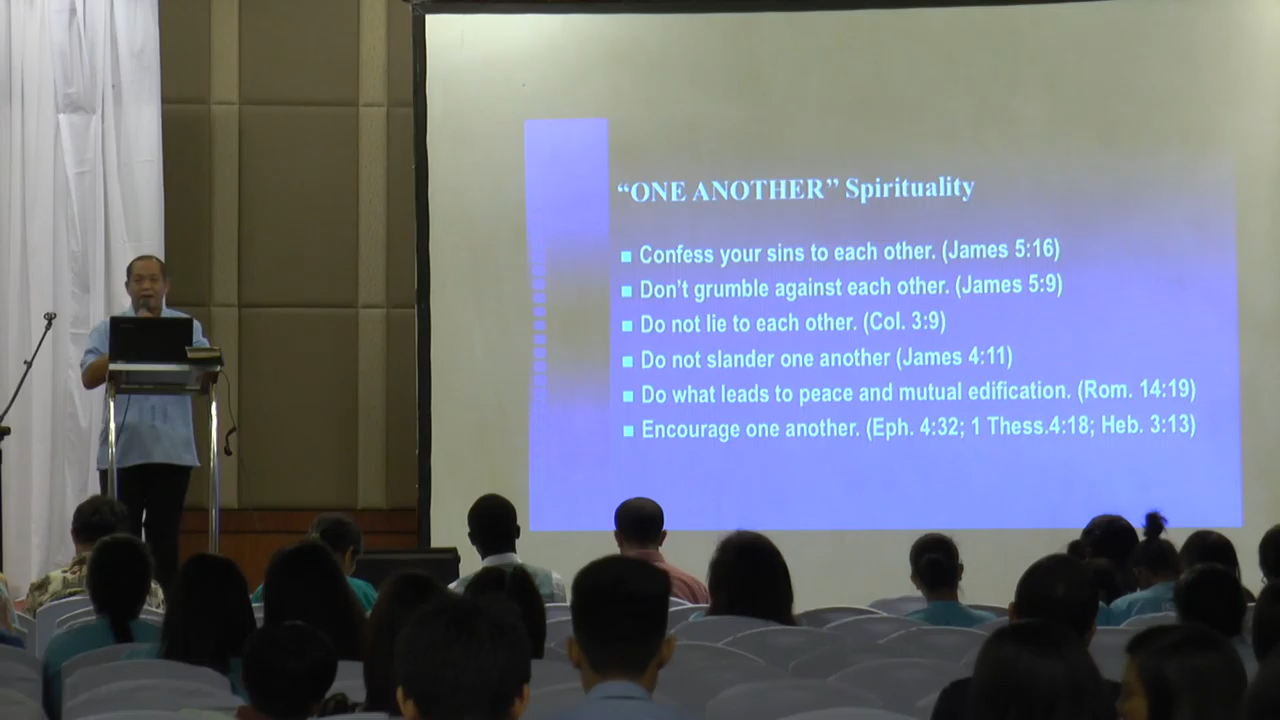 “ONE ANOTHER” Spirituality
Confess your sins to each other. (James 5:16)
Don't grumble against each other. (James 5:9)
Do not lie to each other. (Col. 3:9)
Do not slander one another (James 4:11)
Do what leads to peace and mutual edification. (Rom. 14:19)
Encourage one another. (Eph. 4:32; 1 Thess.4:18; Heb. 3:13)